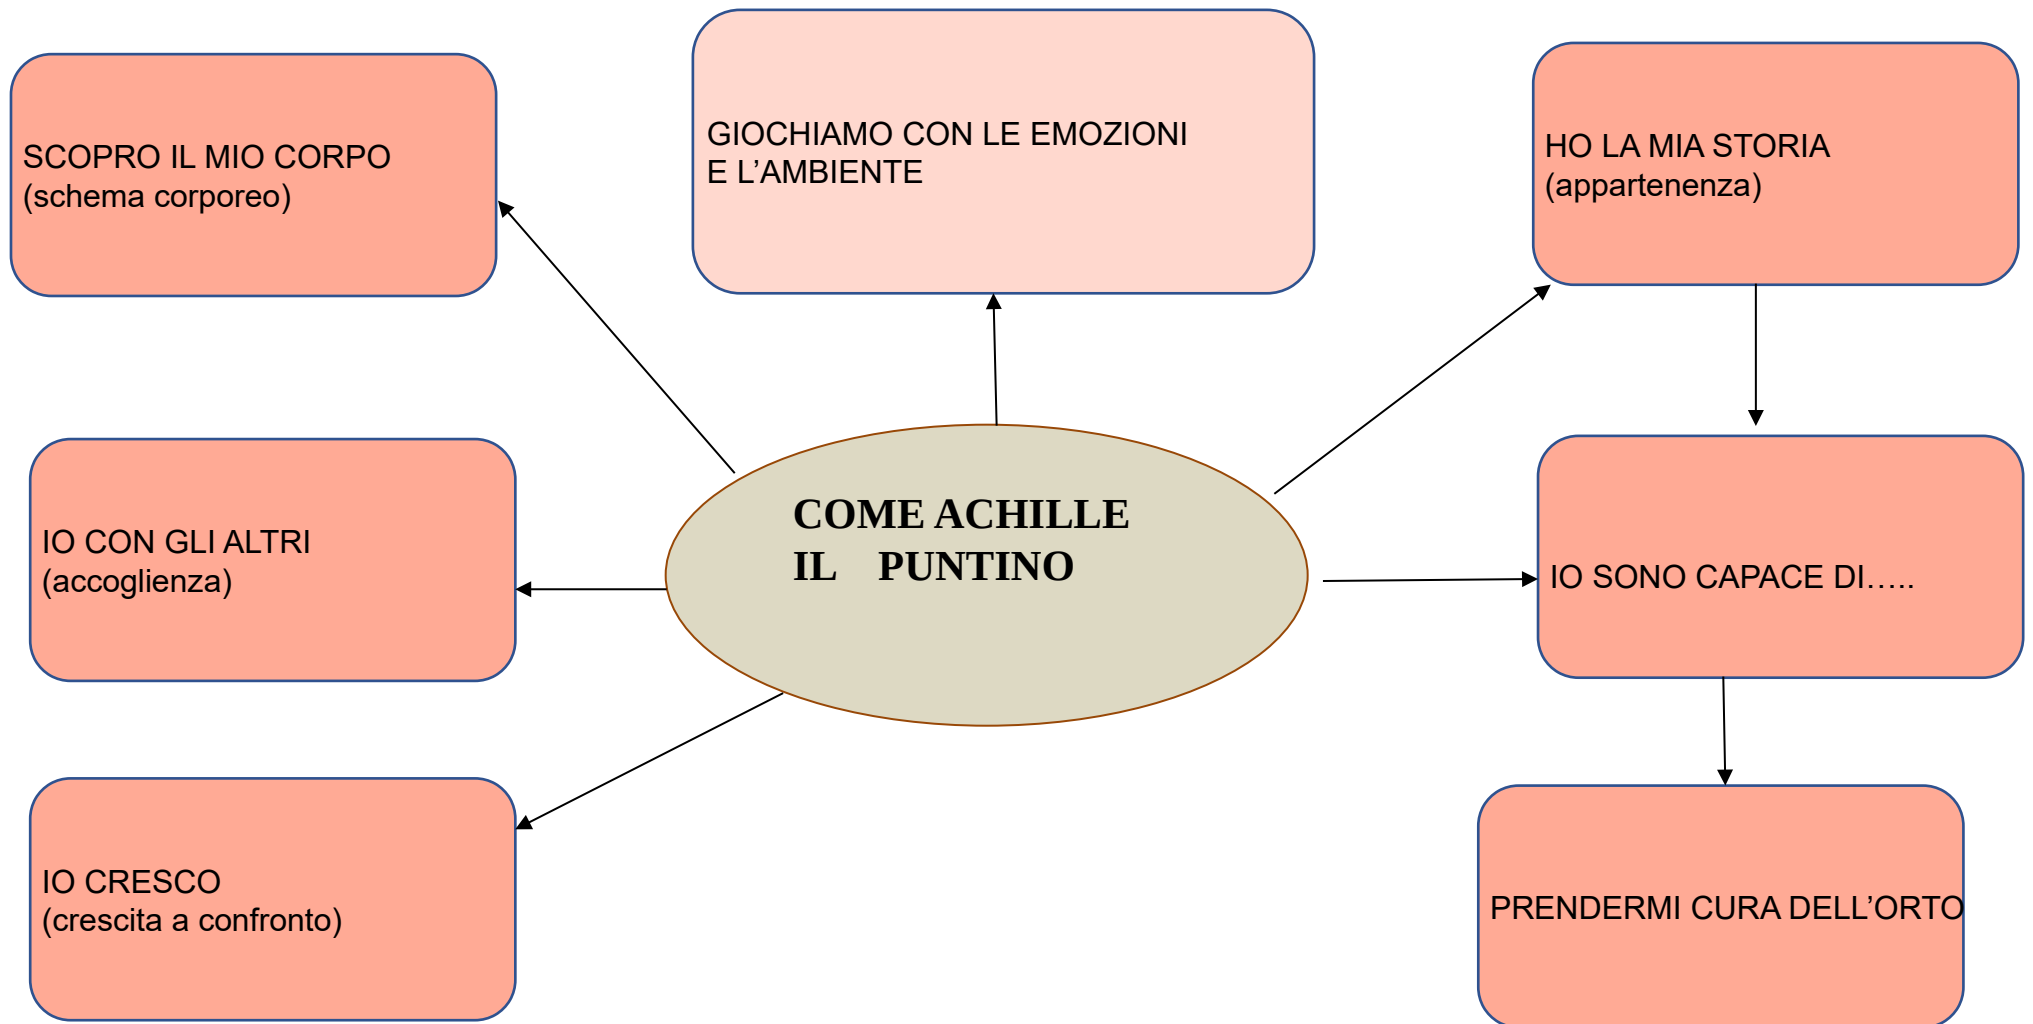 SCOPRO IL MIO CORPO
(schema corporeo)
GIOCHIAMO CON LE EMOZIONI
E L’AMBIENTE
HO LA MIA STORIA
(appartenenza)
COME ACHILLE
IL PUNTINO
IO CON GLI ALTRI
(accoglienza)
IO SONO CAPACE DI…..
IO CRESCO
(crescita a confronto)
PRENDERMI CURA DELL’ORTO